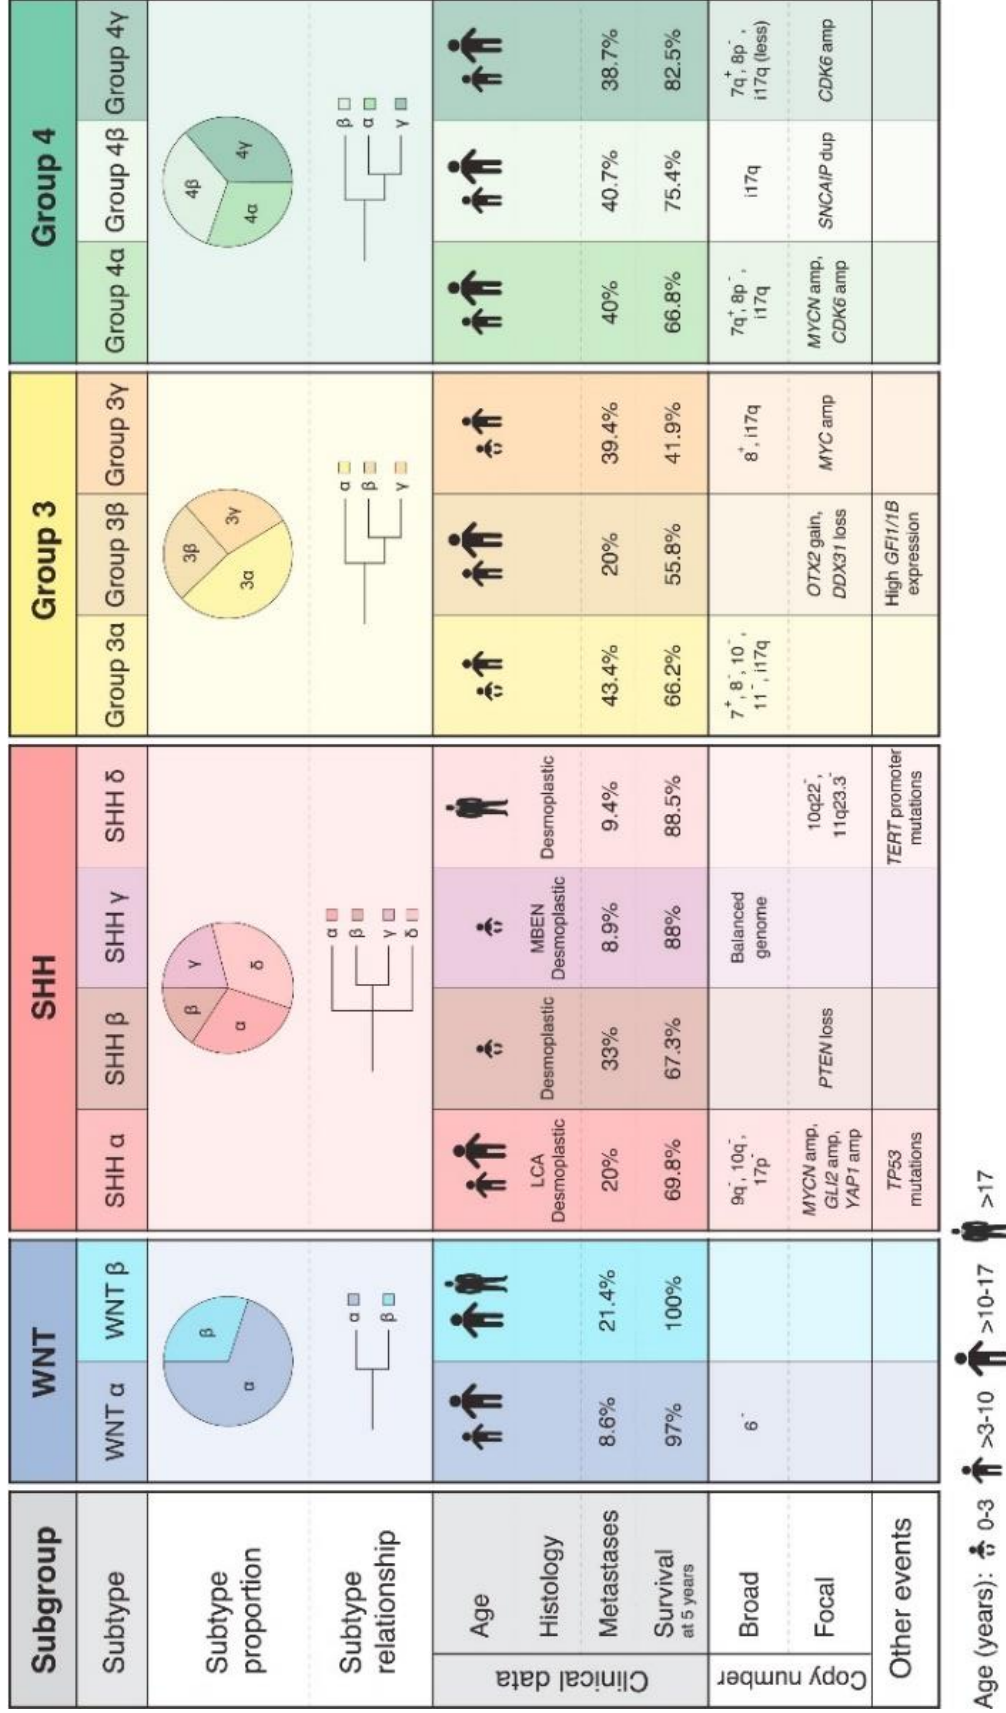 Subgroup WNT SHH Group 3 Group 4
Subtype WNT α WNT β SHH α SHH β SHH γ SHH δ Group 3α Group 3β Group 3γ Group 4α Group 4β Group 4γ
Subtype
proportion
α β
α β γ δ
3α 3β 3γ
4α 4β 4γ
Subtype
relationship
α
β
α
β
γ
δ
α
β
γ
β
α
γ
Clinical data
Age
Histology LCA
Desmoplastic Desmoplastic MBEN
Desmoplastic Desmoplastic
Metastases 8.6% 21.4% 20% 33% 8.9% 9.4% 43.4% 20% 39.4% 40% 40.7% 38.7%
Survival
at 5 years
97% 100% 69.8% 67.3% 88% 88.5% 66.2% 55.8% 41.9% 66.8% 75.4% 82.5%
Copy number
Broad
6⁻
9q⁻, 10q⁻,
17p⁻
Balanced
genome
7⁺, 8⁻, 10⁻,
11⁻, i17q
8⁺, i17q
7q⁺, 8p⁻,
i17q
i17q
7q⁺, 8p⁻,
i17q (less)
Focal
MYCN amp,
GLI2 amp,
YAP1 amp
PTEN loss
10q22⁻,
11q23.3⁻
OTX2 gain,
DDX31 loss
MYC amp
MYCN amp,
CDK6 amp
SNCAIP dup
CDK6 amp
Other events
TP53
mutations
TERT promoter
mutations
High GFI1/1B
expression
Age (years): 0-3 >3-10 >10-17 >17